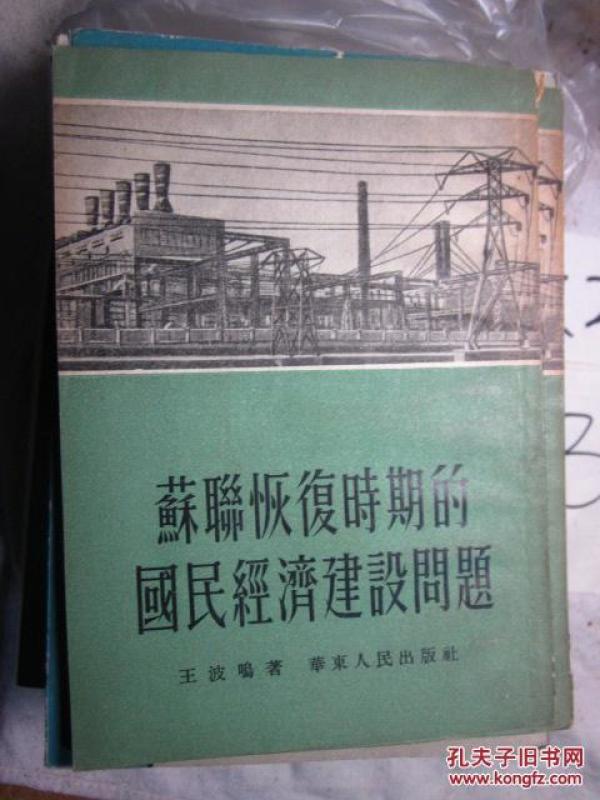 蘇聯恢復時期的
國民經濟建設問題
王波鳴著 華東人民出版社
孔夫子旧书网
www.kongfz.com